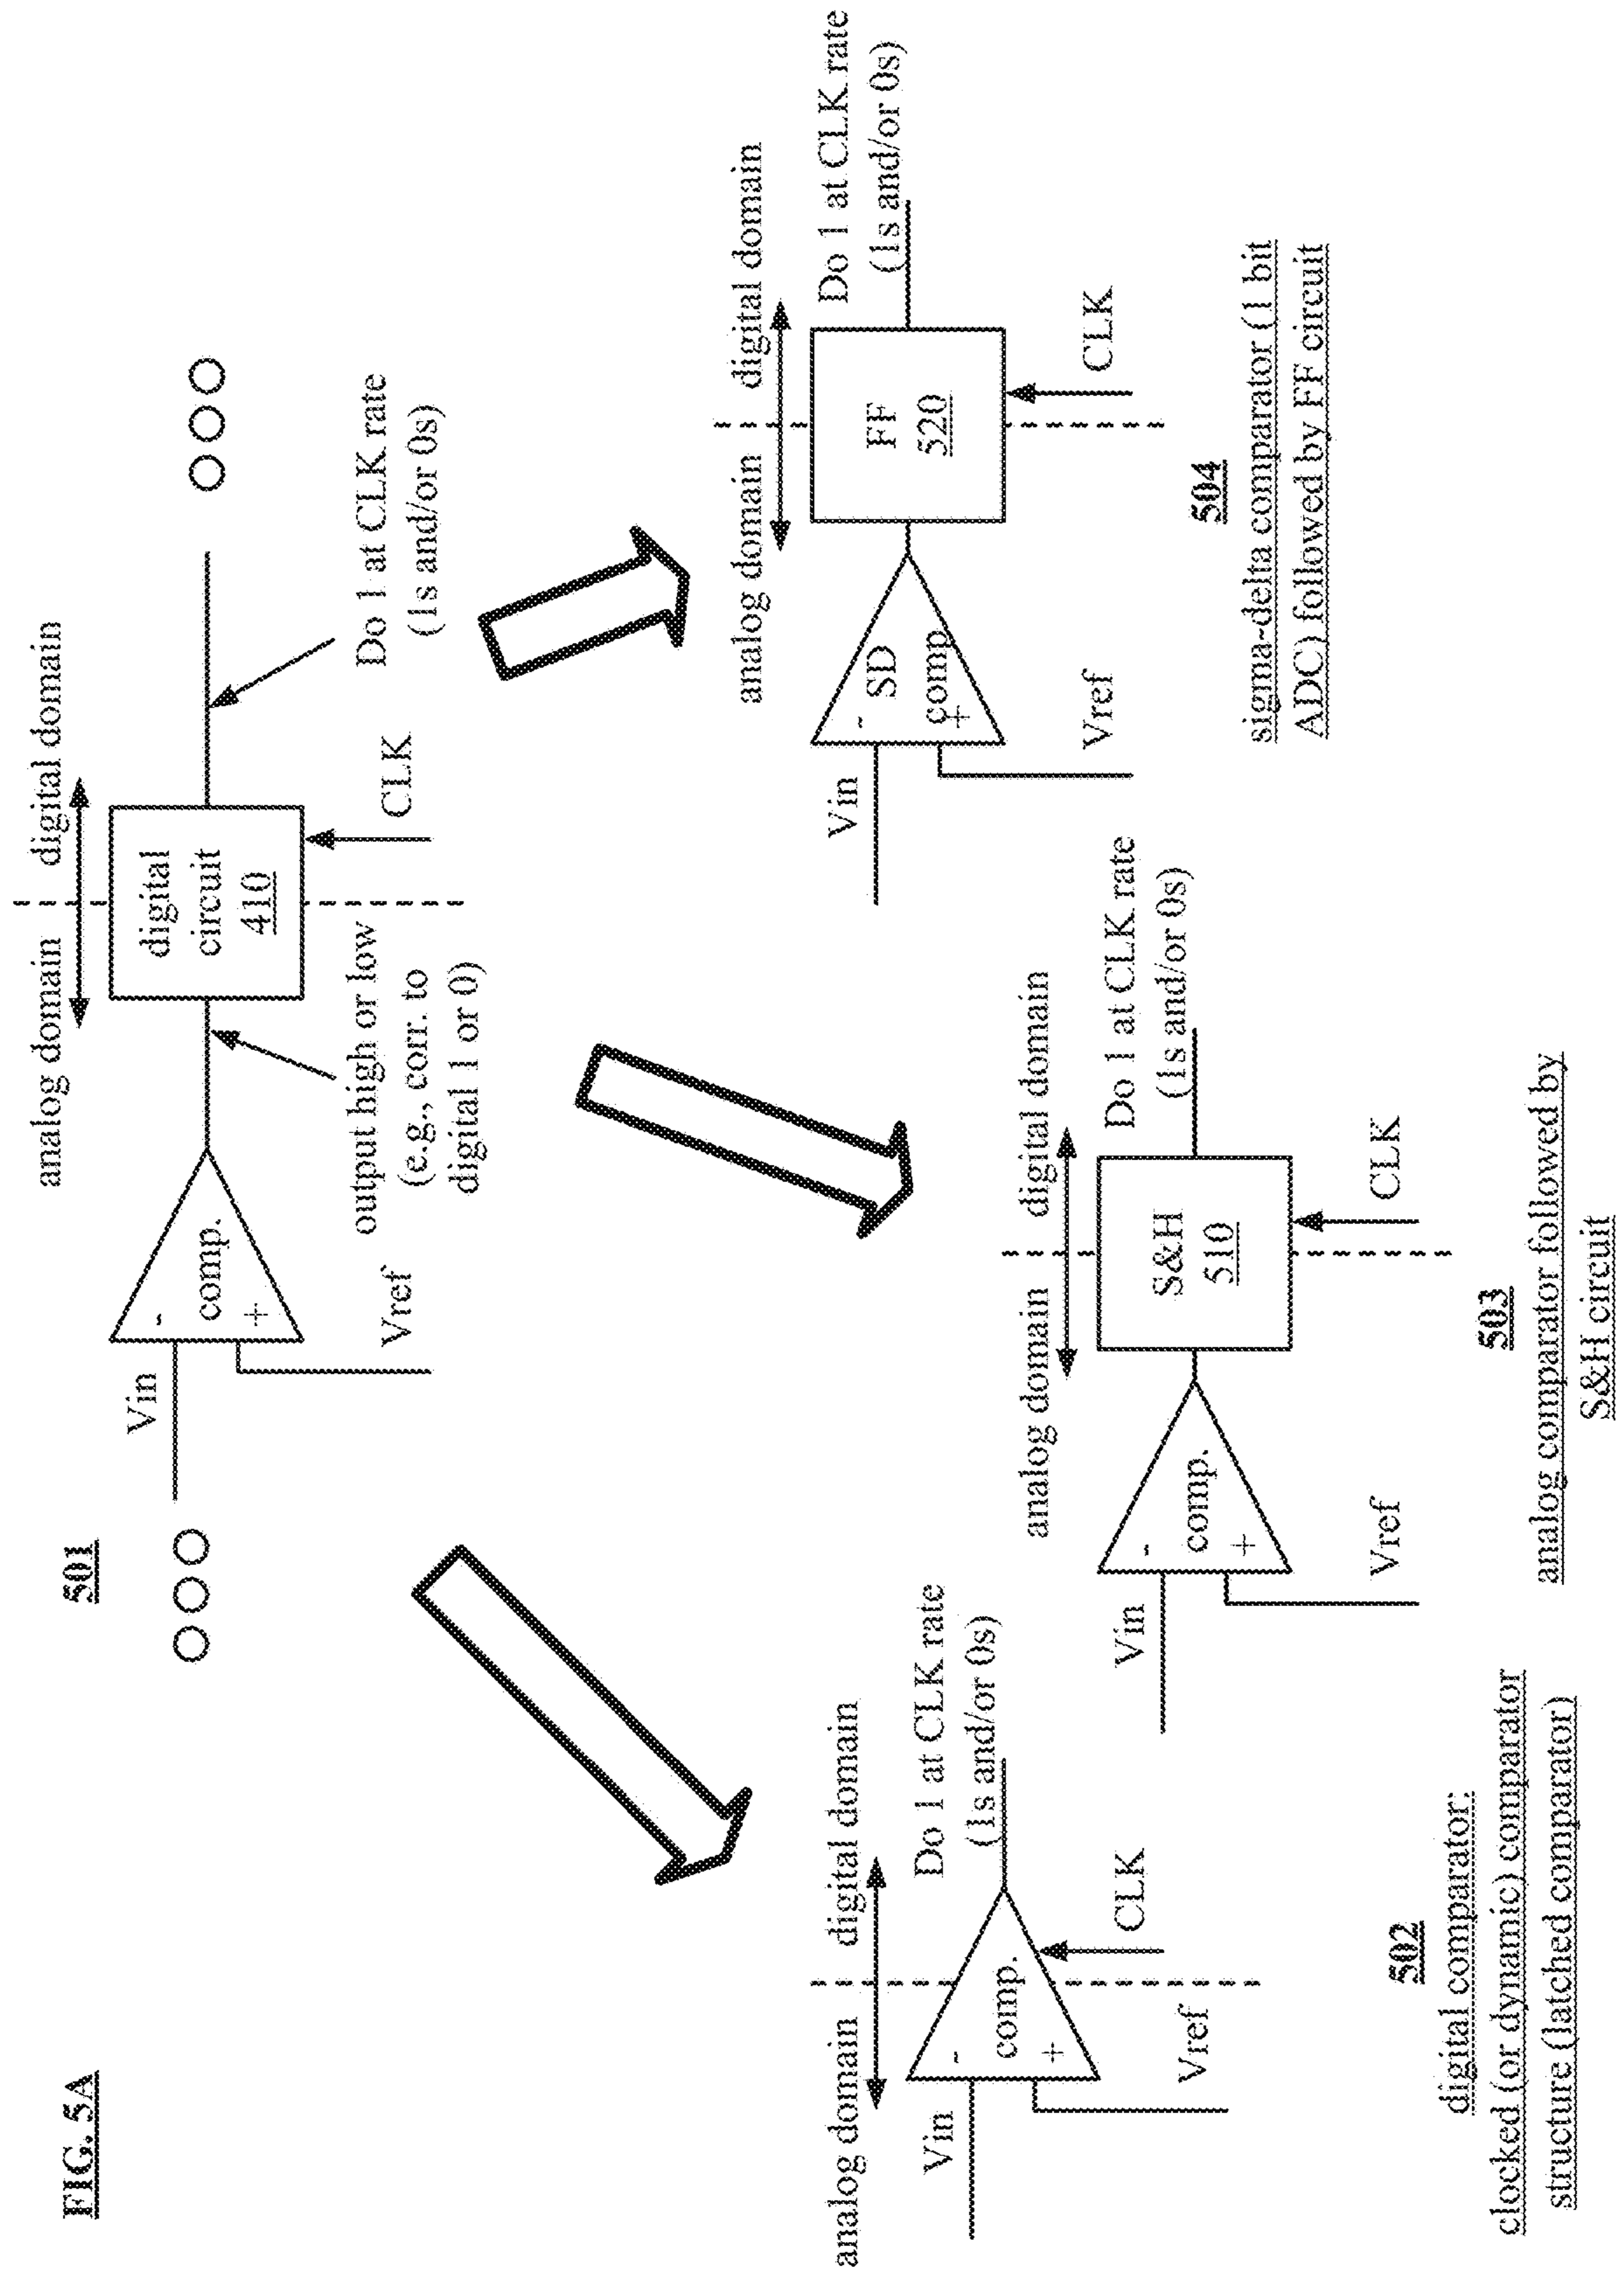 FIG. 5A
501
analog domain
digital domain
Vin
-
comp.
+
Vref
digital
circuit
410
CLK
output high or low
(e.g., corr. to
digital 1 or 0)
Do 1 at CLK rate
(1s and/or 0s)
analog domain
digital domain
Vin
-
comp.
+
Vref
CLK
Do 1 at CLK rate
(1s and/or 0s)
502
digital comparator:
clocked (or dynamic) comparator
structure (latched comparator)
analog domain
digital domain
Vin
-
comp.
+
Vref
S&H
510
CLK
Do 1 at CLK rate
(1s and/or 0s)
503
analog comparator followed by
S&H circuit
analog domain
digital domain
Vin
-
SD
comp
+
Vref
FF
520
CLK
Do 1 at CLK rate
(1s and/or 0s)
504
sigma-delta comparator (1 bit
ADC) followed by FF circuit